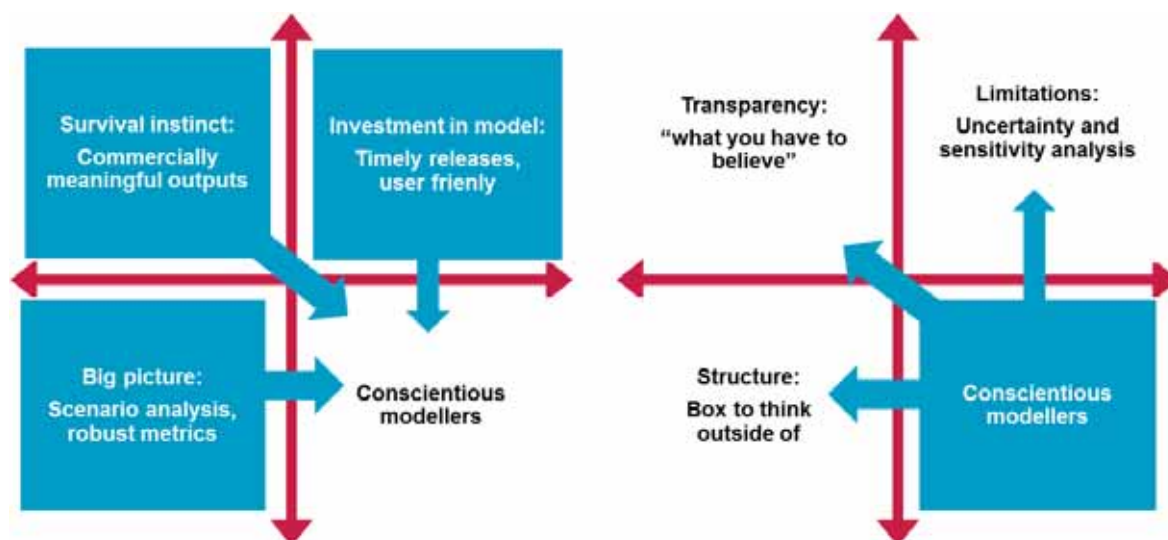 Survival instinct:
Commercially
meaningful outputs
Investment in model:
Timely releases,
user frienly
Big picture:
Scenario analysis,
robust metrics
Conscientious
modellers
Transparency:
“what you have to
believe”
Limitations:
Uncertainty and
sensitivity analysis
Structure:
Box to think
outside of
Conscientious
modellers